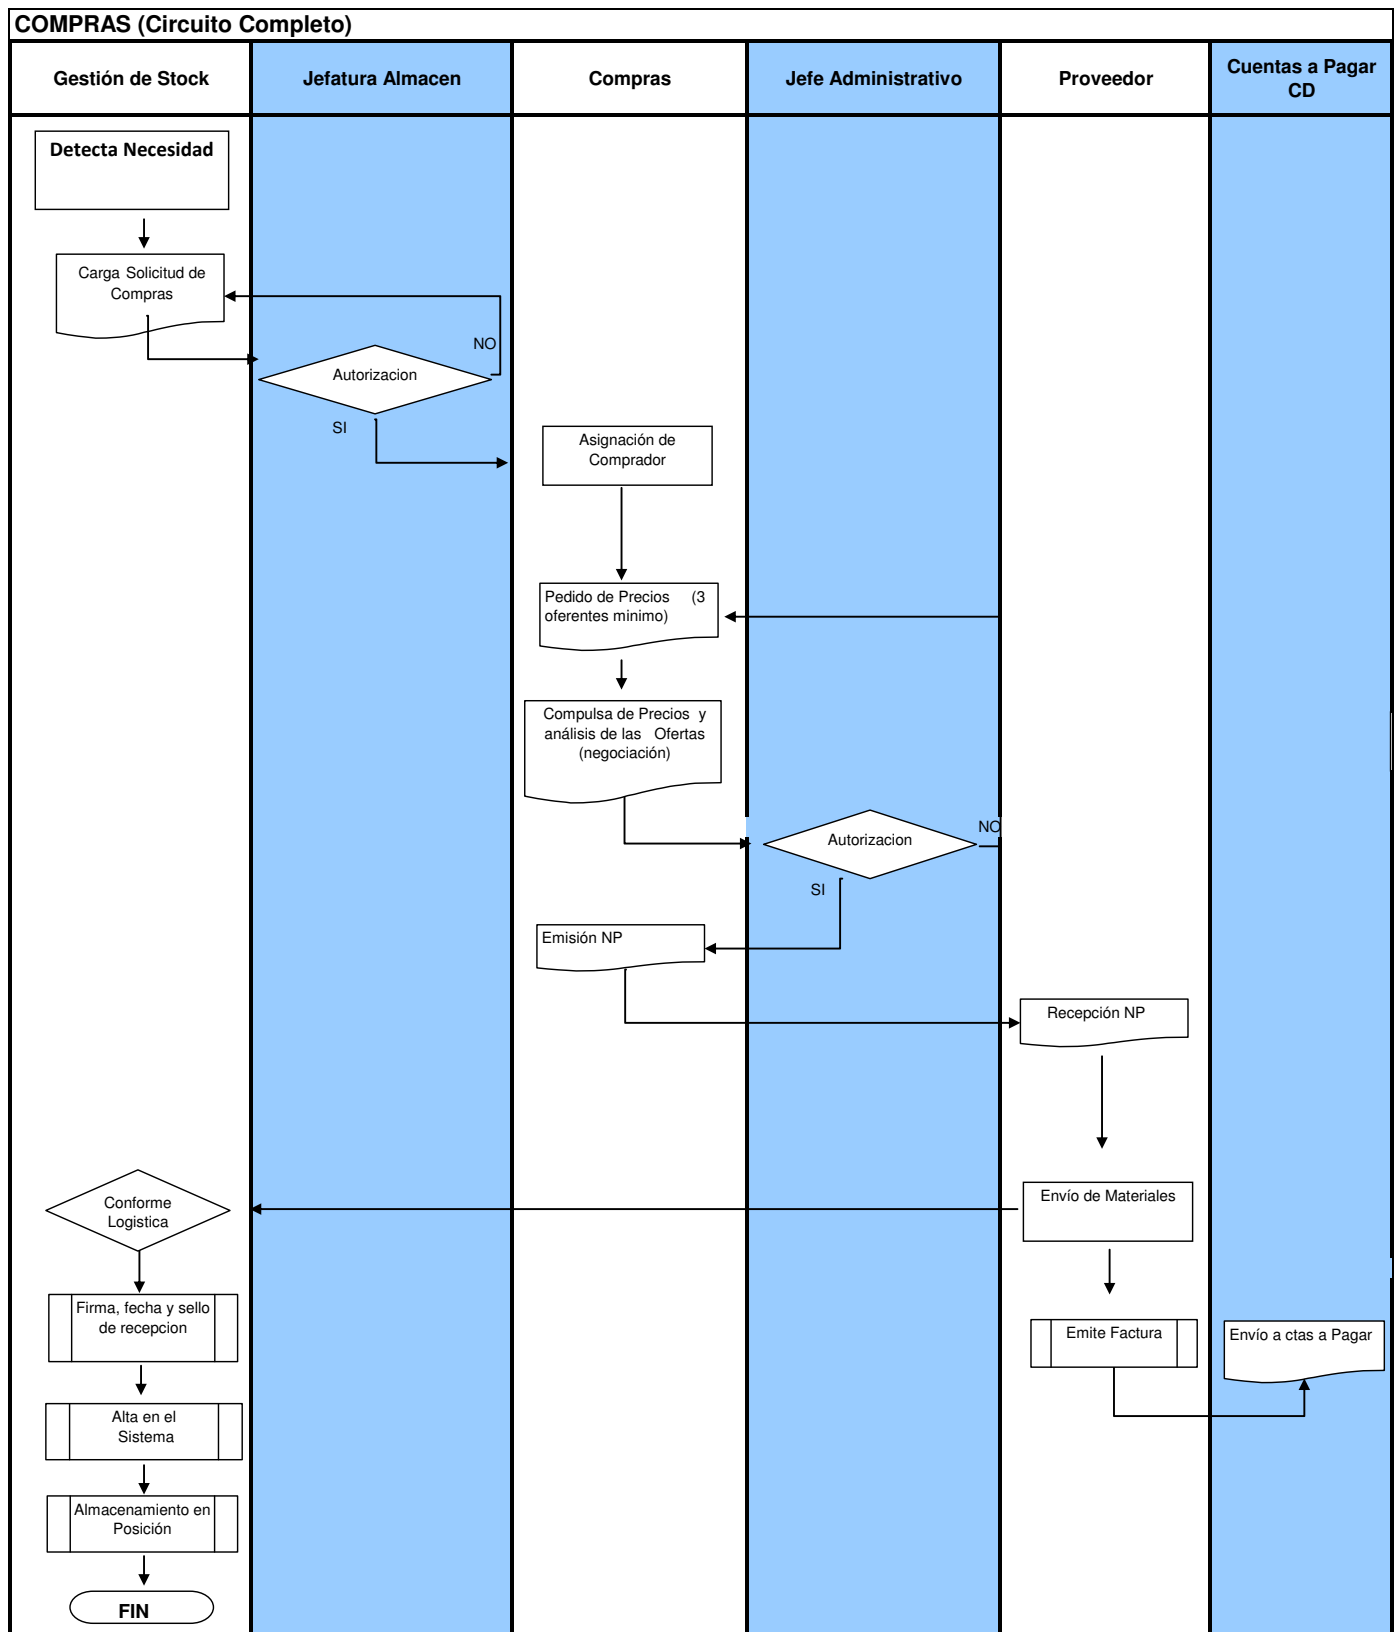 COMPRAS (Circuito Completo)
Gestión de Stock
Jefatura Almacen
Compras
Jefe Administrativo
Proveedor
Cuentas a Pagar
CD
Detecta Necesidad
Carga Solicitud de
Compras
NO
Autorizacion
SI
Asignación de
Comprador
Pedido de Precios (3
oferentes minimo)
Compulsa de Precios y
análisis de las Ofertas
(negociación)
Autorizacion
NO
SI
Emisión NP
Recepción NP
Conforme
Logistica
Envío de Materiales
Firma, fecha y sello
de recepcion
Emite Factura
Envío a ctas a Pagar
Alta en el
Sistema
Almacenamiento en
Posición
FIN